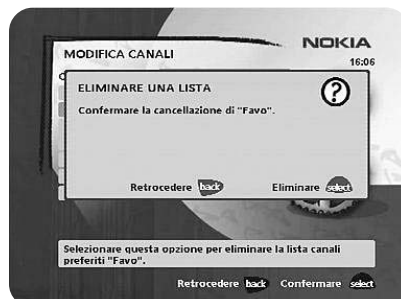 NOKIA
MODIFICA CANALI
16:06
ELIMINARE UNA LISTA
?
Confermare la cancellazione di "Favo".
Retrocedere back Eliminare select
Selezionare questa opzione per eliminare la lista canali
preferiti "Favo".
Retrocedere back Confermare select